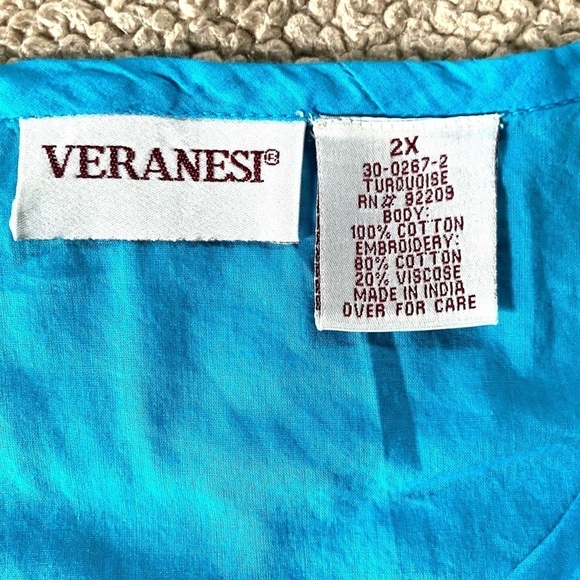 VERANESI®
2X
30-0267-2
TURQUOISE
RN# 92209
BODY:
100% COTTON
EMBROIDERY:
80% COTTON
20% VISCOSE
MADE IN INDIA
OVER FOR CARE